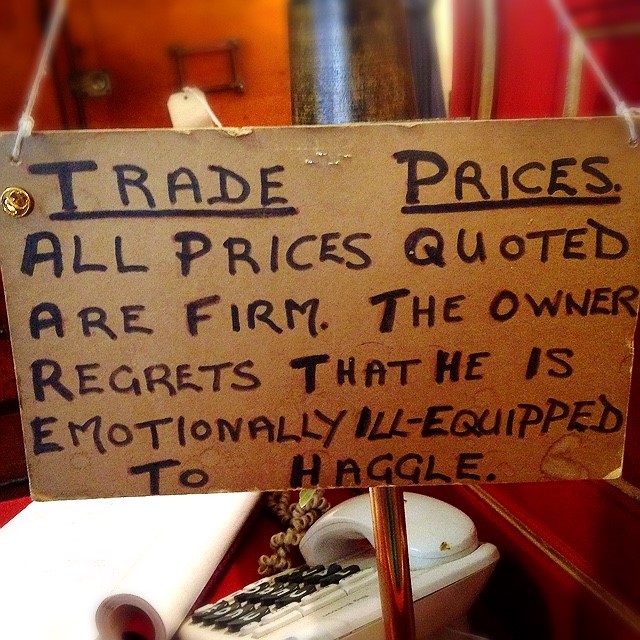 TRADE PRICES.
ALL PRICES QUOTED
ARE FIRM. THE OWNER
REGRETS THAT HE IS
EMOTIONALLY ILL-EQUIPPED
TO HAGGLE.